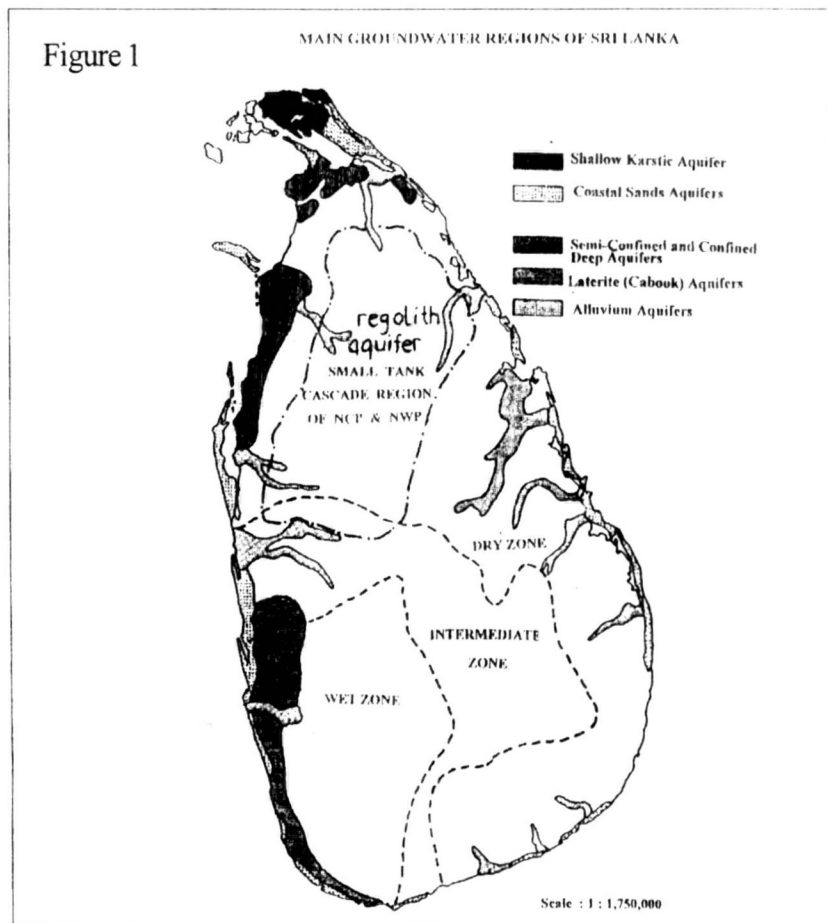 MAIN GROUNDWATER REGIONS OF SRI LANKA
Figure 1
Shallow Karstic Aquifer
Coastal Sands Aquifers
Semi-Confined and Confined
Deep Aquifers
Laterite (Cabook) Aquifers
Alluvium Aquifers
regolith
aquifer
SMALL TANK
CASCADE REGION
OF NCP & NWP
DRY ZONE
INTERMEDIATE
ZONE
WET ZONE
Scale : 1 : 1,750,000